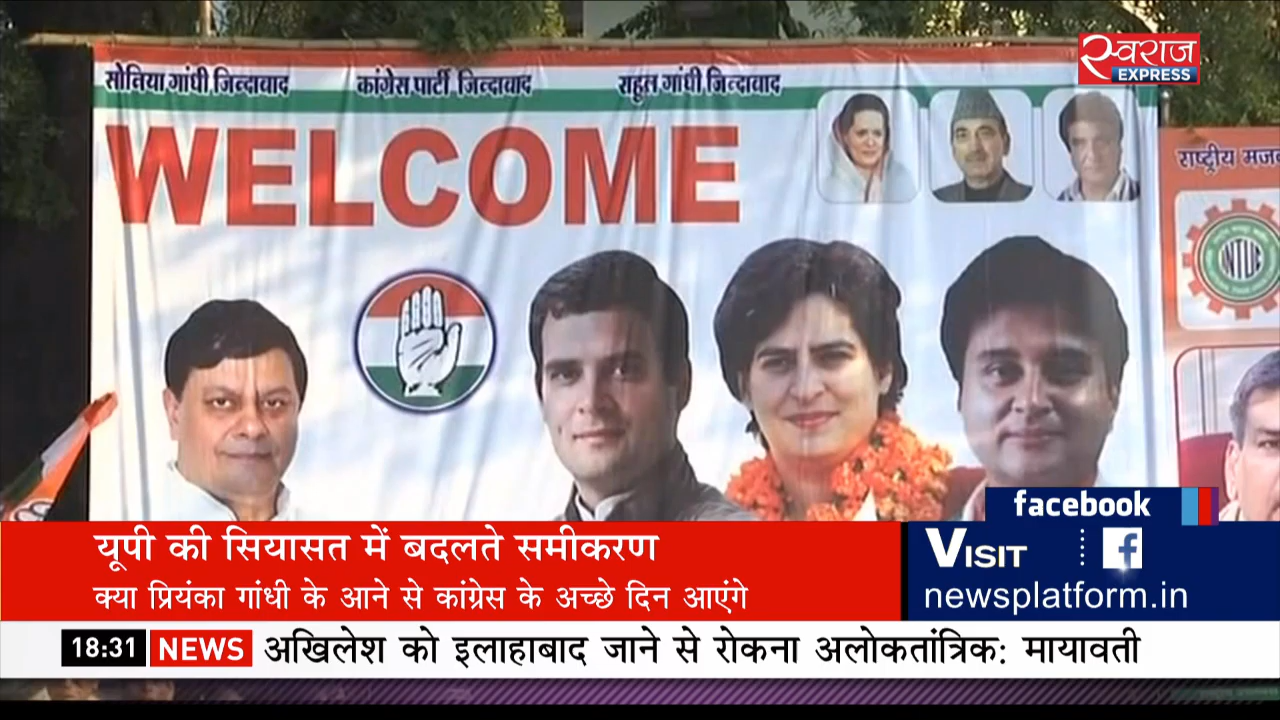 स्वराज
EXPRESS
सोनिया गांधी जिन्दाबाद कांग्रेस पार्टी जिन्दाबाद राहुल गांधी जिन्दाबाद
WELCOME
राष्ट्रीय
INTUC
facebook
यूपी की सियासत में बदलते समीकरण
क्या प्रियंका गांधी के आने से कांग्रेस के अच्छे दिन आएंगे
VISIT f
newsplatform.in
18:31 NEWS अखिलेश को इलाहाबाद जाने से रोकना अलोकतांत्रिक: मायावती